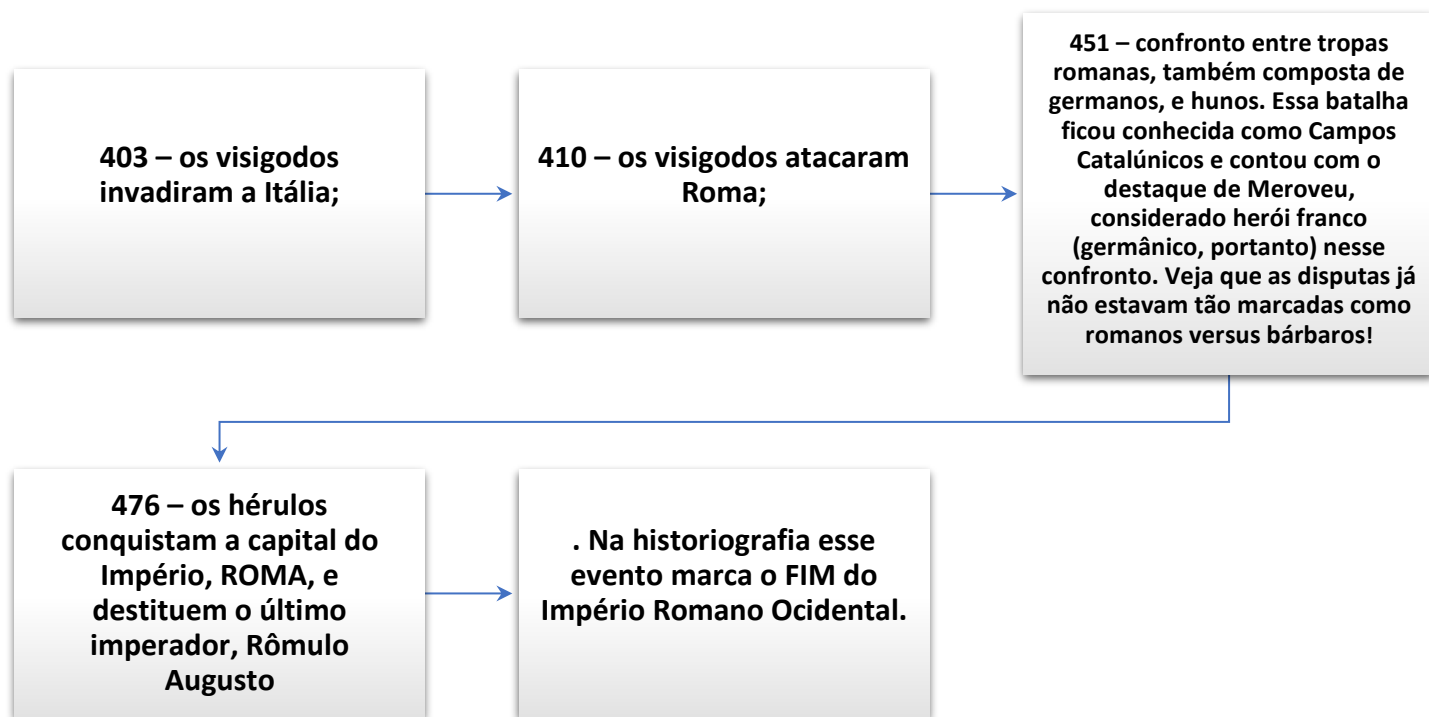 403 – os visigodos
invadiram a Itália;
410 – os visigodos atacaram
Roma;
451 – confronto entre tropas
romanas, também composta de
germanos, e hunos. Essa batalha
ficou conhecida como Campos
Catalúnicos e contou com o
destaque de Meroveu,
considerado herói franco
(germânico, portanto) nesse
confronto. Veja que as disputas já
não estavam tão marcadas como
romanos versus bárbaros!
476 – os hérulos
conquistam a capital do
Império, ROMA, e
destituem o último
imperador, Rômulo
Augusto
. Na historiografia esse
evento marca o FIM do
Império Romano Ocidental.